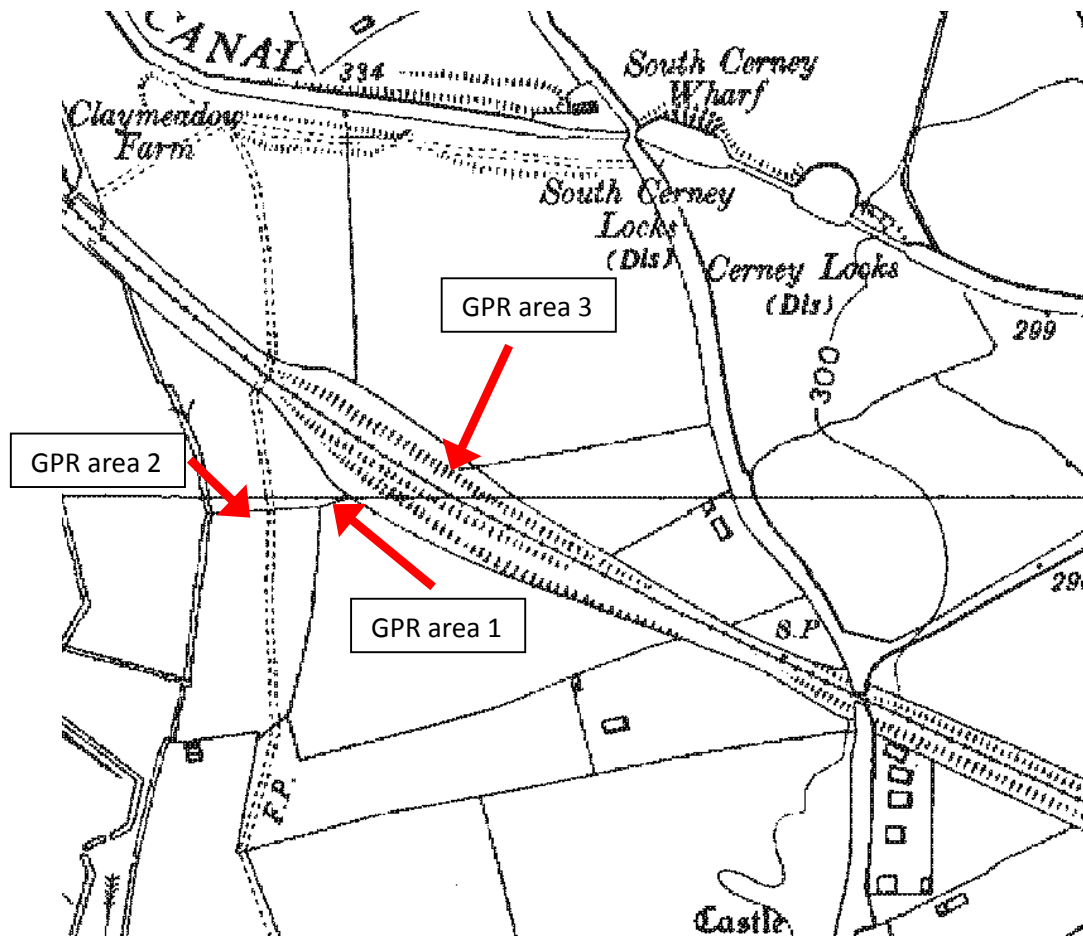 CANAL
334
South Cerney
Wharf
Claymeadow
Farm
South Cerney
Locks
(Dis)
Cerney Locks
(Dis)
299
300
GPR area 3
GPR area 2
GPR area 1
S.P
29
F.P.
Castle